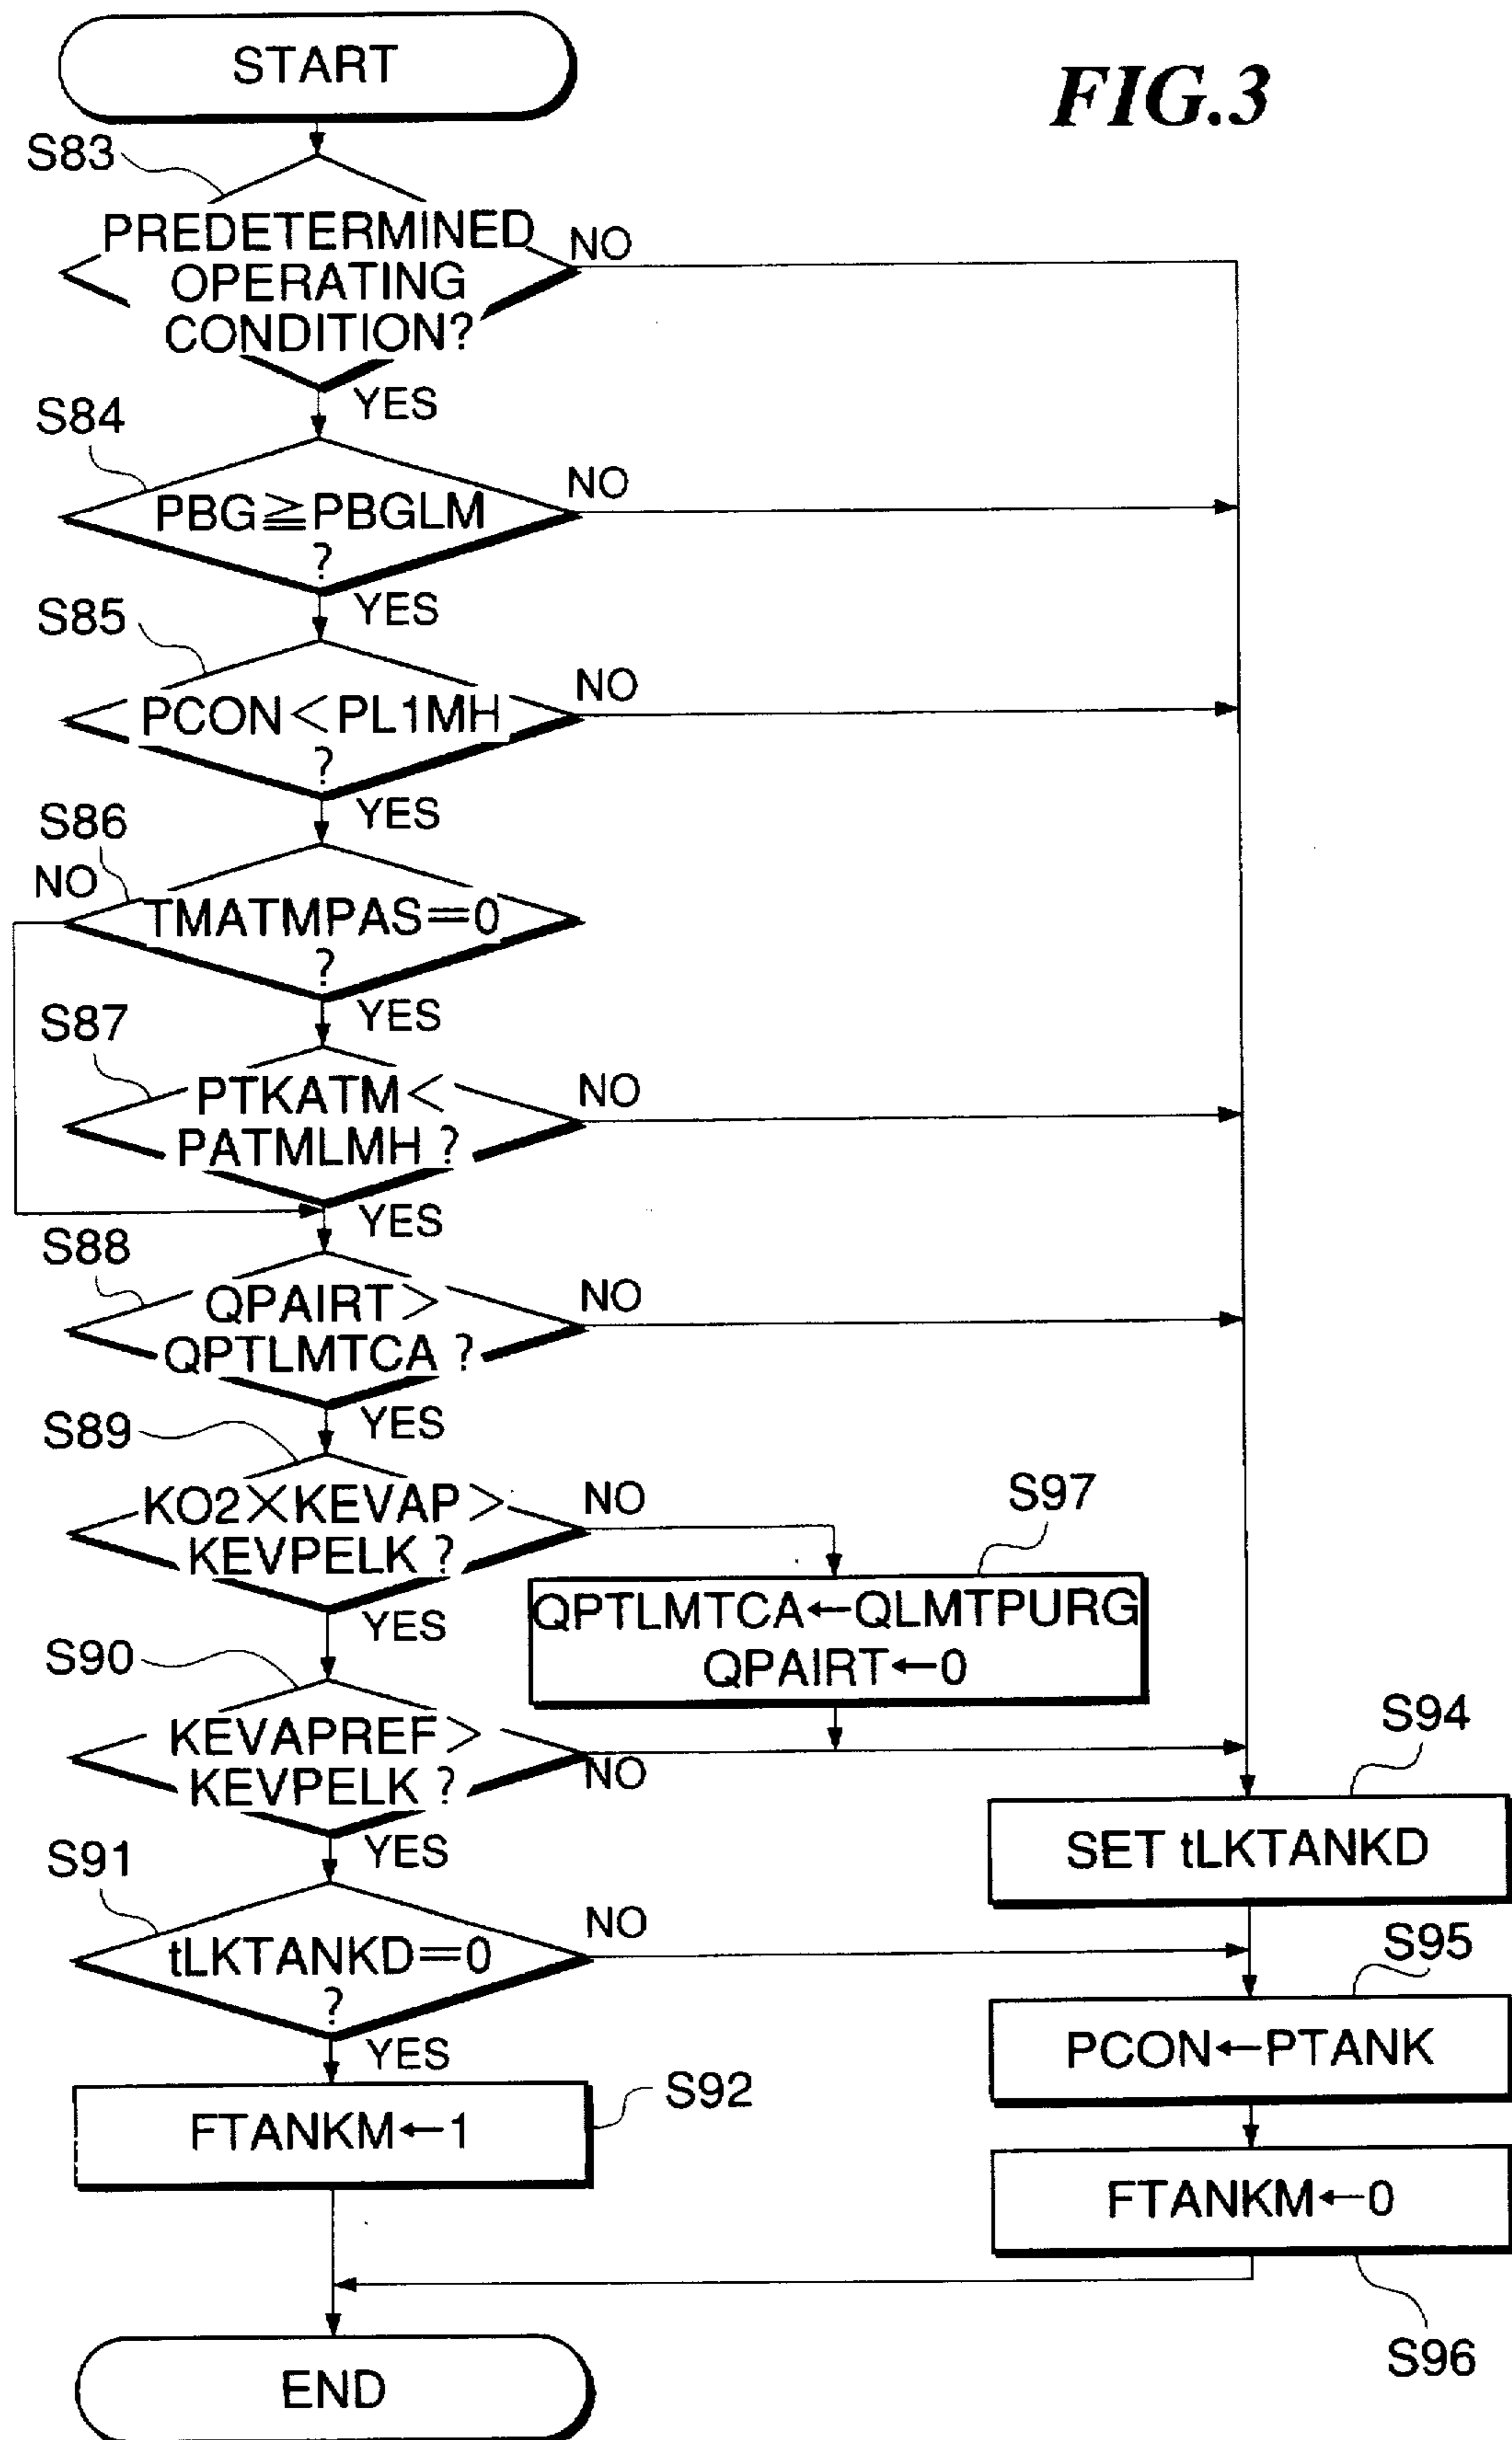 START
FIG.3
S83
PREDETERMINED
OPERATING
CONDITION?
NO
YES
S84
PBG≧PBGLM
?
NO
YES
S85
PCON<PL1MH
?
NO
YES
S86
NO
TMATMPAS=0
?
YES
S87
PTKATM<
PATMLMH ?
NO
YES
S88
QPAIRT>
QPTLMTCA ?
NO
YES
S89
KO2×KEVAP>
KEVPELK ?
NO
YES
S97
QPTLMTCA←QLMTPURG
QPAIRT←0
S90
KEVAPREF>
KEVPELK ?
NO
YES
S94
SET tLKTANKD
S91
tLKTANKD=0
?
NO
YES
S95
PCON←PTANK
S92
FTANKM←1
FTANKM←0
S96
END